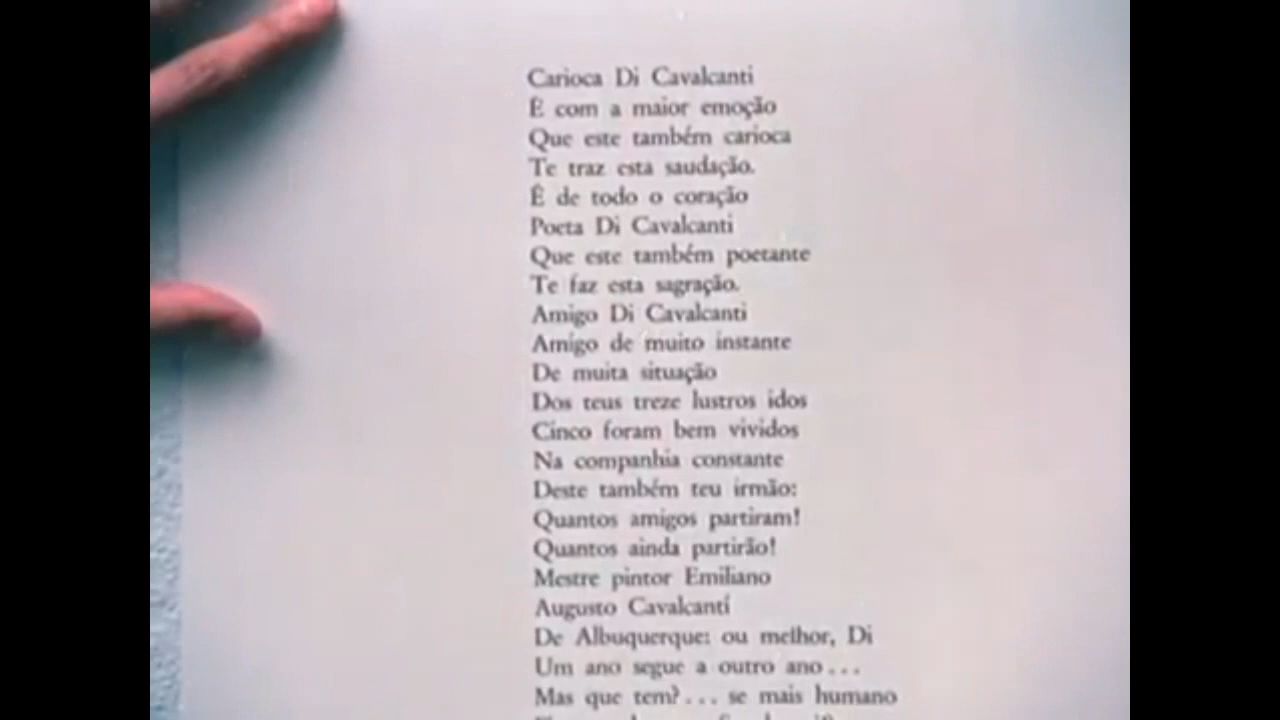 Carioca Di Cavalcanti
É com a maior emoção
Que este também carioca
Te traz esta saudação.
É de todo o coração
Poeta Di Cavalcanti
Que este também poetante
Te faz esta sagração.
Amigo Di Cavalcanti
Amigo de muito instante
De muita situação
Dos teus treze lustros idos
Cinco foram bem vividos
Na companhia constante
Deste também teu irmão:
Quantos amigos partiram!
Quantos ainda partirão!
Mestre pintor Emiliano
Augusto Cavalcanti
De Albuquerque: ou melhor, Di
Um ano segue a outro ano...
Mas que tem?... se mais humano